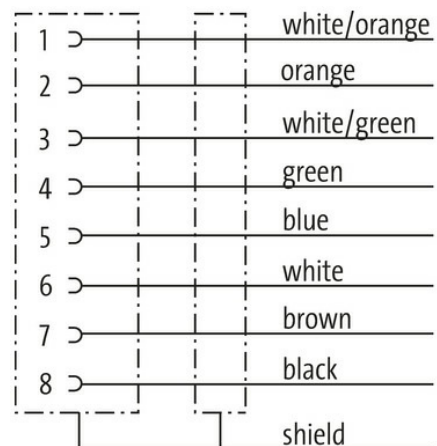 1 white/orange
2 orange
3 white/green
4 green
5 blue
6 white
7 brown
8 black
shield